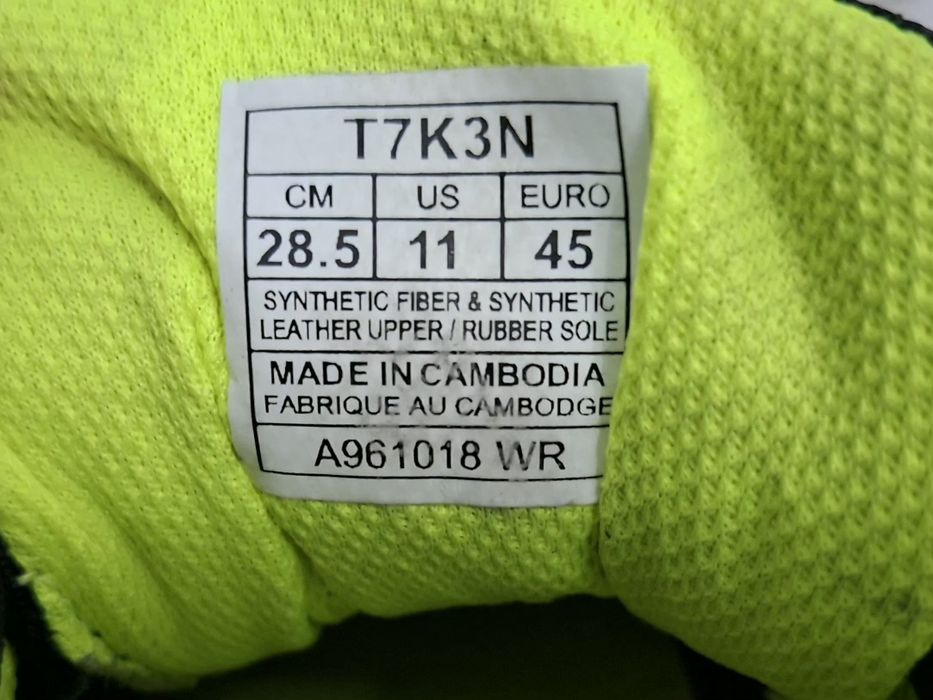 T7K3N
CM US EURO
28.5 11 45
SYNTHETIC FIBER & SYNTHETIC
LEATHER UPPER / RUBBER SOLE
MADE IN CAMBODIA
FABRIQUE AU CAMBODGE
A961018 WR